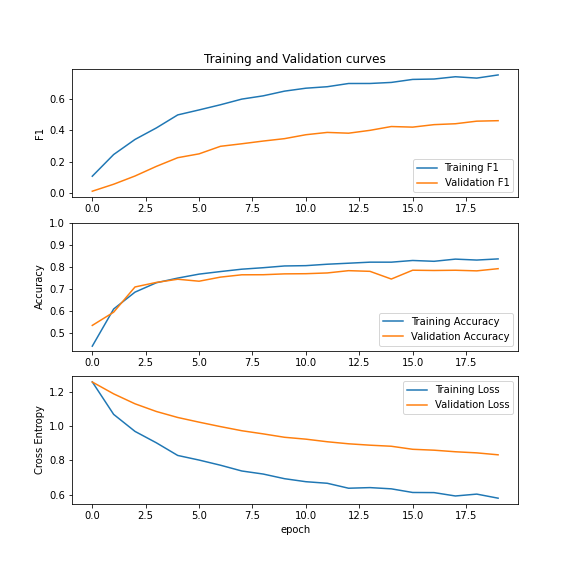 Training and Validation curves
F1
0.6
0.4
0.2
0.0
Training F1
Validation F1
0.0 2.5 5.0 7.5 10.0 12.5 15.0 17.5
Accuracy
1.0
0.9
0.8
0.7
0.6
0.5
Training Accuracy
Validation Accuracy
0.0 2.5 5.0 7.5 10.0 12.5 15.0 17.5
Cross Entropy
1.2
1.0
0.8
0.6
Training Loss
Validation Loss
0.0 2.5 5.0 7.5 10.0 12.5 15.0 17.5
epoch